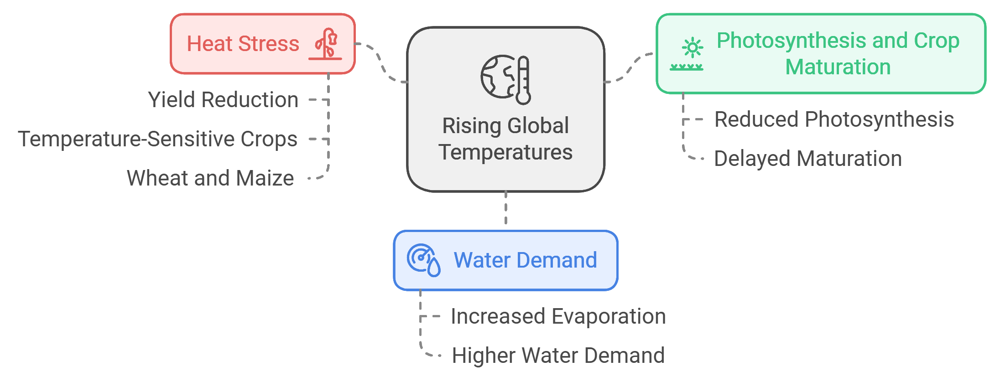 Heat Stress
Yield Reduction
Temperature-Sensitive Crops
Wheat and Maize
Rising Global
Temperatures
Photosynthesis and Crop
Maturation
Reduced Photosynthesis
Delayed Maturation
Water Demand
Increased Evaporation
Higher Water Demand